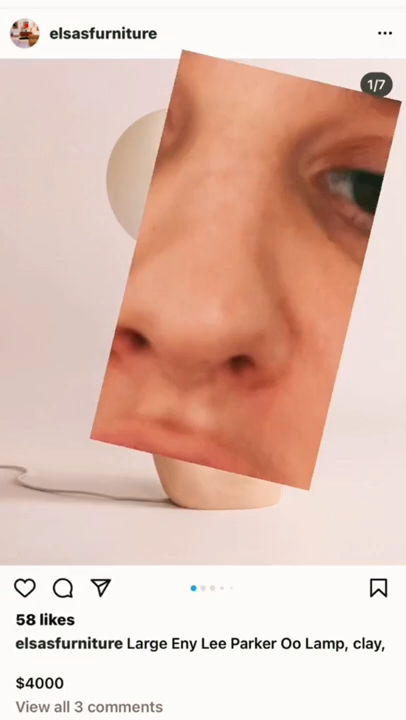 elsasfurniture
1/7
58 likes
elsasfurniture Large Eny Lee Parker Oo Lamp, clay,
$4000
View all 3 comments